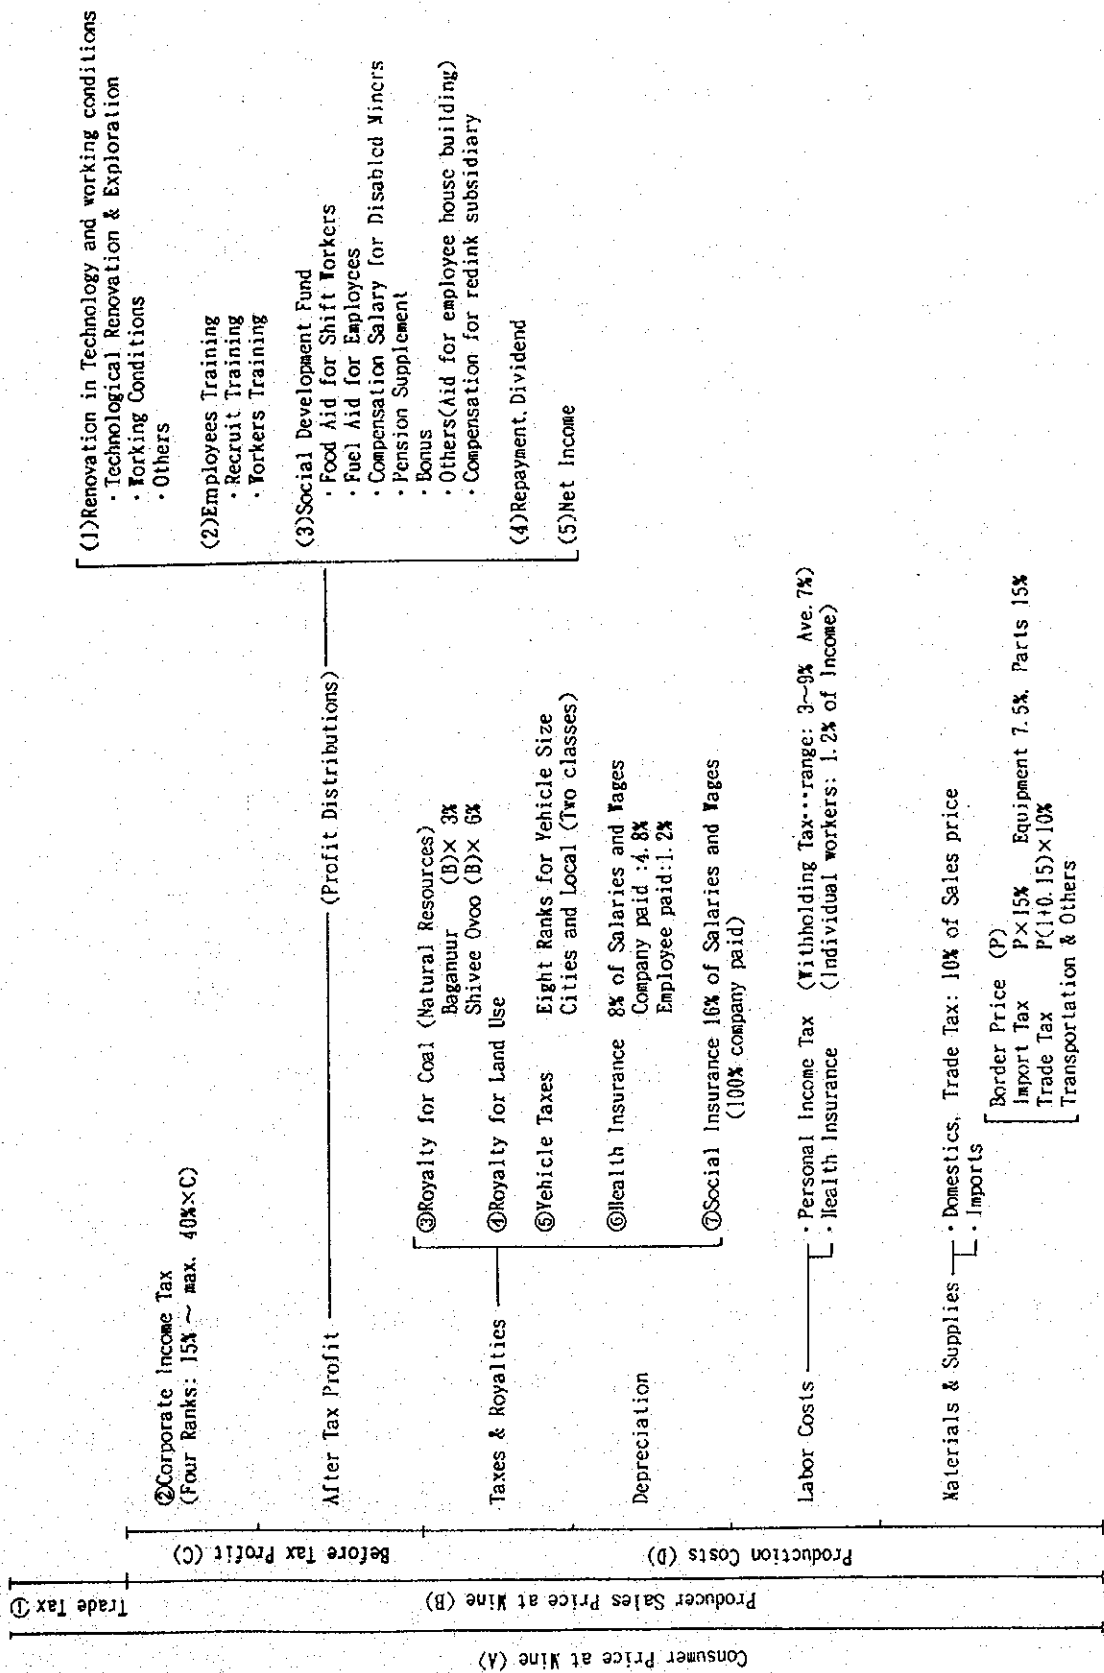 Consumer Price at Mine (A)
Trade Tax ①
Producer Sales Price at Mine (B)
Before Tax Profit (C)
Production Costs (D)
②Corporate Income Tax
(Four Ranks: 15% ~ max. 40%×C)
After Tax Profit
(Profit Distributions)
(1)Renovation in Technology and working conditions
・Technological Renovation & Exploration
・Working Conditions
・Others
(2)Employees Training
・Recruit Training
・Workers Training
(3)Social Development Fund
・Food Aid for Shift Workers
・Fuel Aid for Employees
・Compensation Salary for Disabled Miners
・Pension Supplement
・Bonus
・Others(Aid for employee house building)
・Compensation for redink subsidiary
(4)Repayment, Dividend
(5)Net Income
Taxes & Royalties
③Royalty for Coal (Natural Resources)
Baganuur (B)× 3%
Shivee Ovoo (B)× 6%
④Royalty for Land Use
⑤Vehicle Taxes Eight Ranks for Vehicle Size
Cities and Local (Two classes)
⑥Health Insurance 8% of Salaries and Wages
Company paid :4.8%
Employee paid:1.2%
⑦Social Insurance 16% of Salaries and Wages
(100% company paid)
Depreciation
Labor Costs
・Personal Income Tax (Withholding Tax・・・range: 3~9% Ave. 7%)
・Health Insurance (Individual workers: 1.2% of Income)
Materials & Supplies
・Domestics, Trade Tax: 10% of Sales price
・Imports
Border Price (P)
Import Tax P×15% Equipment 7.5%, Parts 15%
Trade Tax P(1+0.15)×10%
Transportation & Others